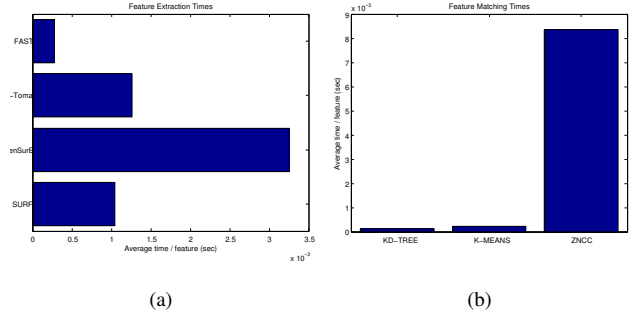 Feature Extraction Times
FAST
−Toma
enSurE
SURF
0 0.5 1 1.5 2 2.5 3 3.5
x 10−3
Average time / feature (sec)
(a)
Feature Matching Times
x 10−3
9
8
7
6
5
4
3
2
1
0
Average time / feature (sec)
KD−TREE K−MEANS ZNCC
(b)